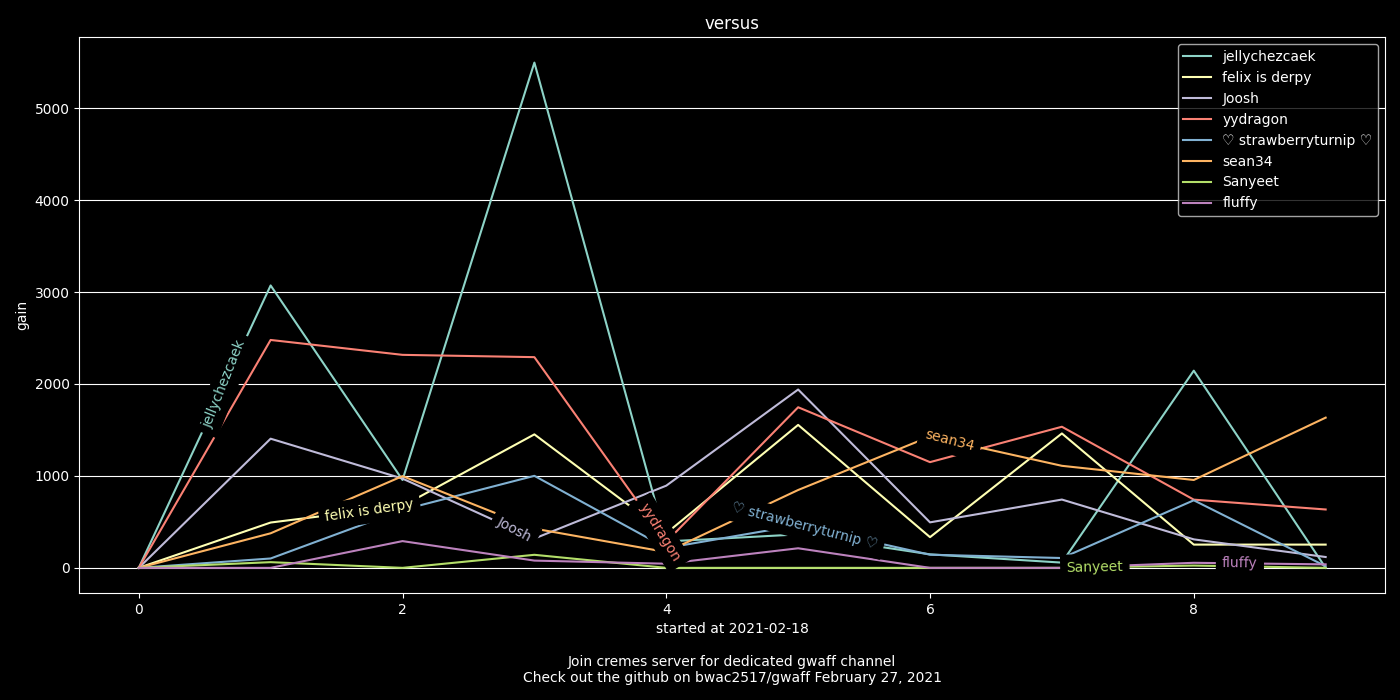 versus
jellychezcaek
felix is derpy
Joosh
yydragon
♡ strawberryturnip ♡
sean34
Sanyeet
fluffy
5000
4000
3000
2000
1000
0
gain
jellychezcaek
felix is derpy
Joosh
yydragon
♡ strawberryturnip ♡
sean34
Sanyeet
fluffy
0 2 4 6 8
started at 2021-02-18
Join cremes server for dedicated gwaff channel
Check out the github on bwac2517/gwaff February 27, 2021